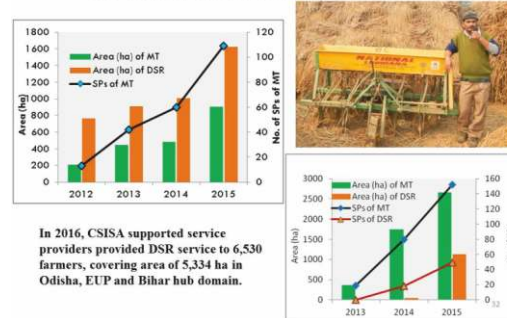 1800
1600
1400
1200
1000
800
600
400
200
0
Area (ha)
Area (ha) of MT
Area (ha) of DSR
SPs of MT
120
100
80
60
40
20
0
No. of SPs of MT
2012 2013 2014 2015
NATIONAL
In 2016, CSISA supported service
providers provided DSR service to 6,530
farmers, covering area of 5,334 ha in
Odisha, EUP and Bihar hub domain.
Area (ha) of MT
Area (ha) of DSR
SPs of MT
SPs of DSR
3000
2500
2000
1500
1000
500
0
Area (ha)
160
140
120
100
80
60
40
20
0
2013 2014 2015
32